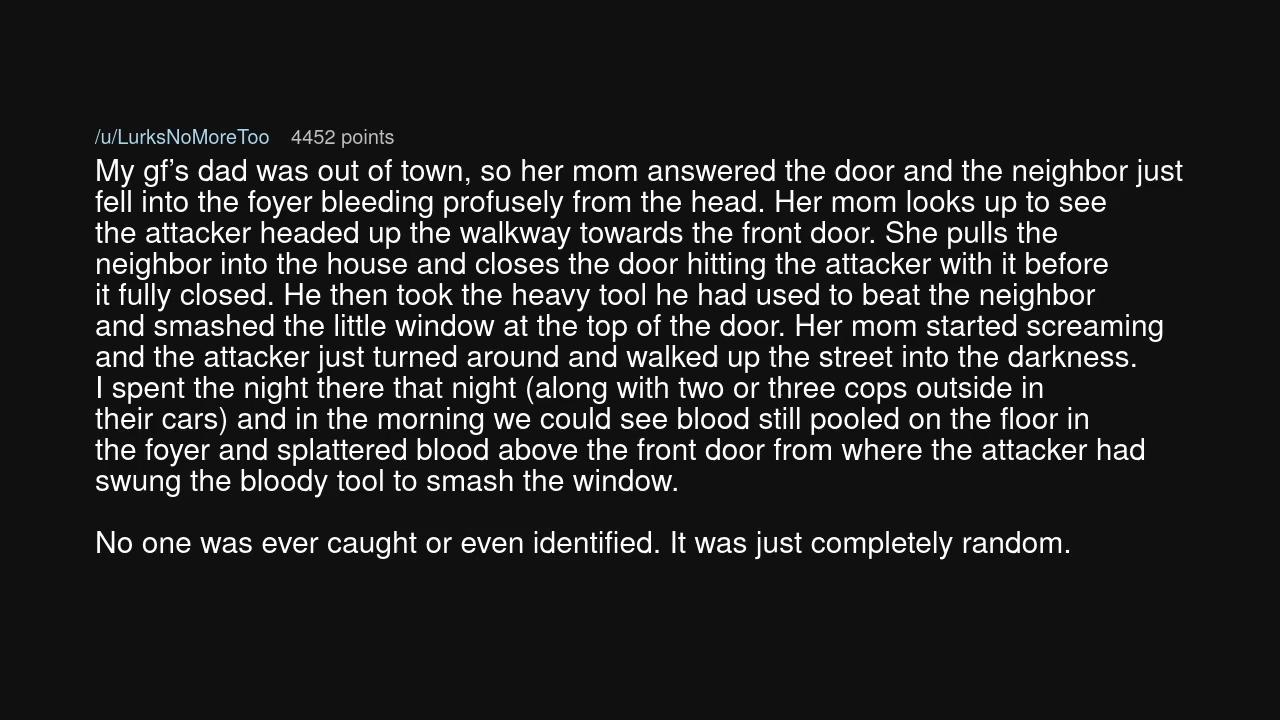 /u/LurksNoMoreToo 4452 points
My gf’s dad was out of town, so her mom answered the door and the neighbor just
fell into the foyer bleeding profusely from the head. Her mom looks up to see
the attacker headed up the walkway towards the front door. She pulls the
neighbor into the house and closes the door hitting the attacker with it before
it fully closed. He then took the heavy tool he had used to beat the neighbor
and smashed the little window at the top of the door. Her mom started screaming
and the attacker just turned around and walked up the street into the darkness.
I spent the night there that night (along with two or three cops outside in
their cars) and in the morning we could see blood still pooled on the floor in
the foyer and splattered blood above the front door from where the attacker had
swung the bloody tool to smash the window.
No one was ever caught or even identified. It was just completely random.